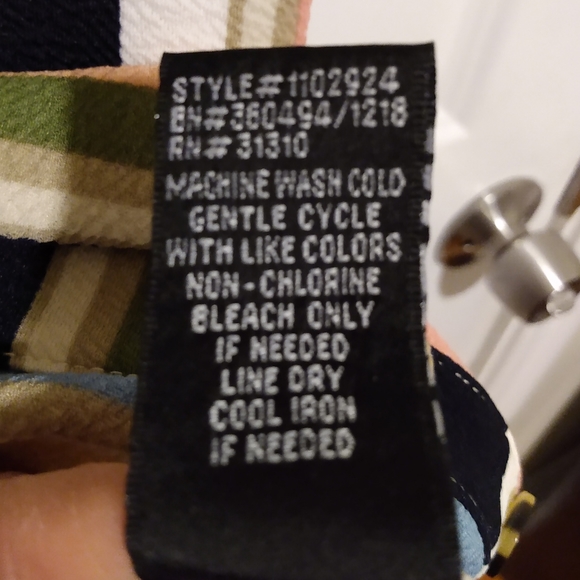 STYLE#1102924
BN#360494/1218
RN#31310
MACHINE WASH COLD
GENTLE CYCLE
WITH LIKE COLORS
NON-CHLORINE
BLEACH ONLY
IF NEEDED
LINE DRY
COOL IRON
IF NEEDED